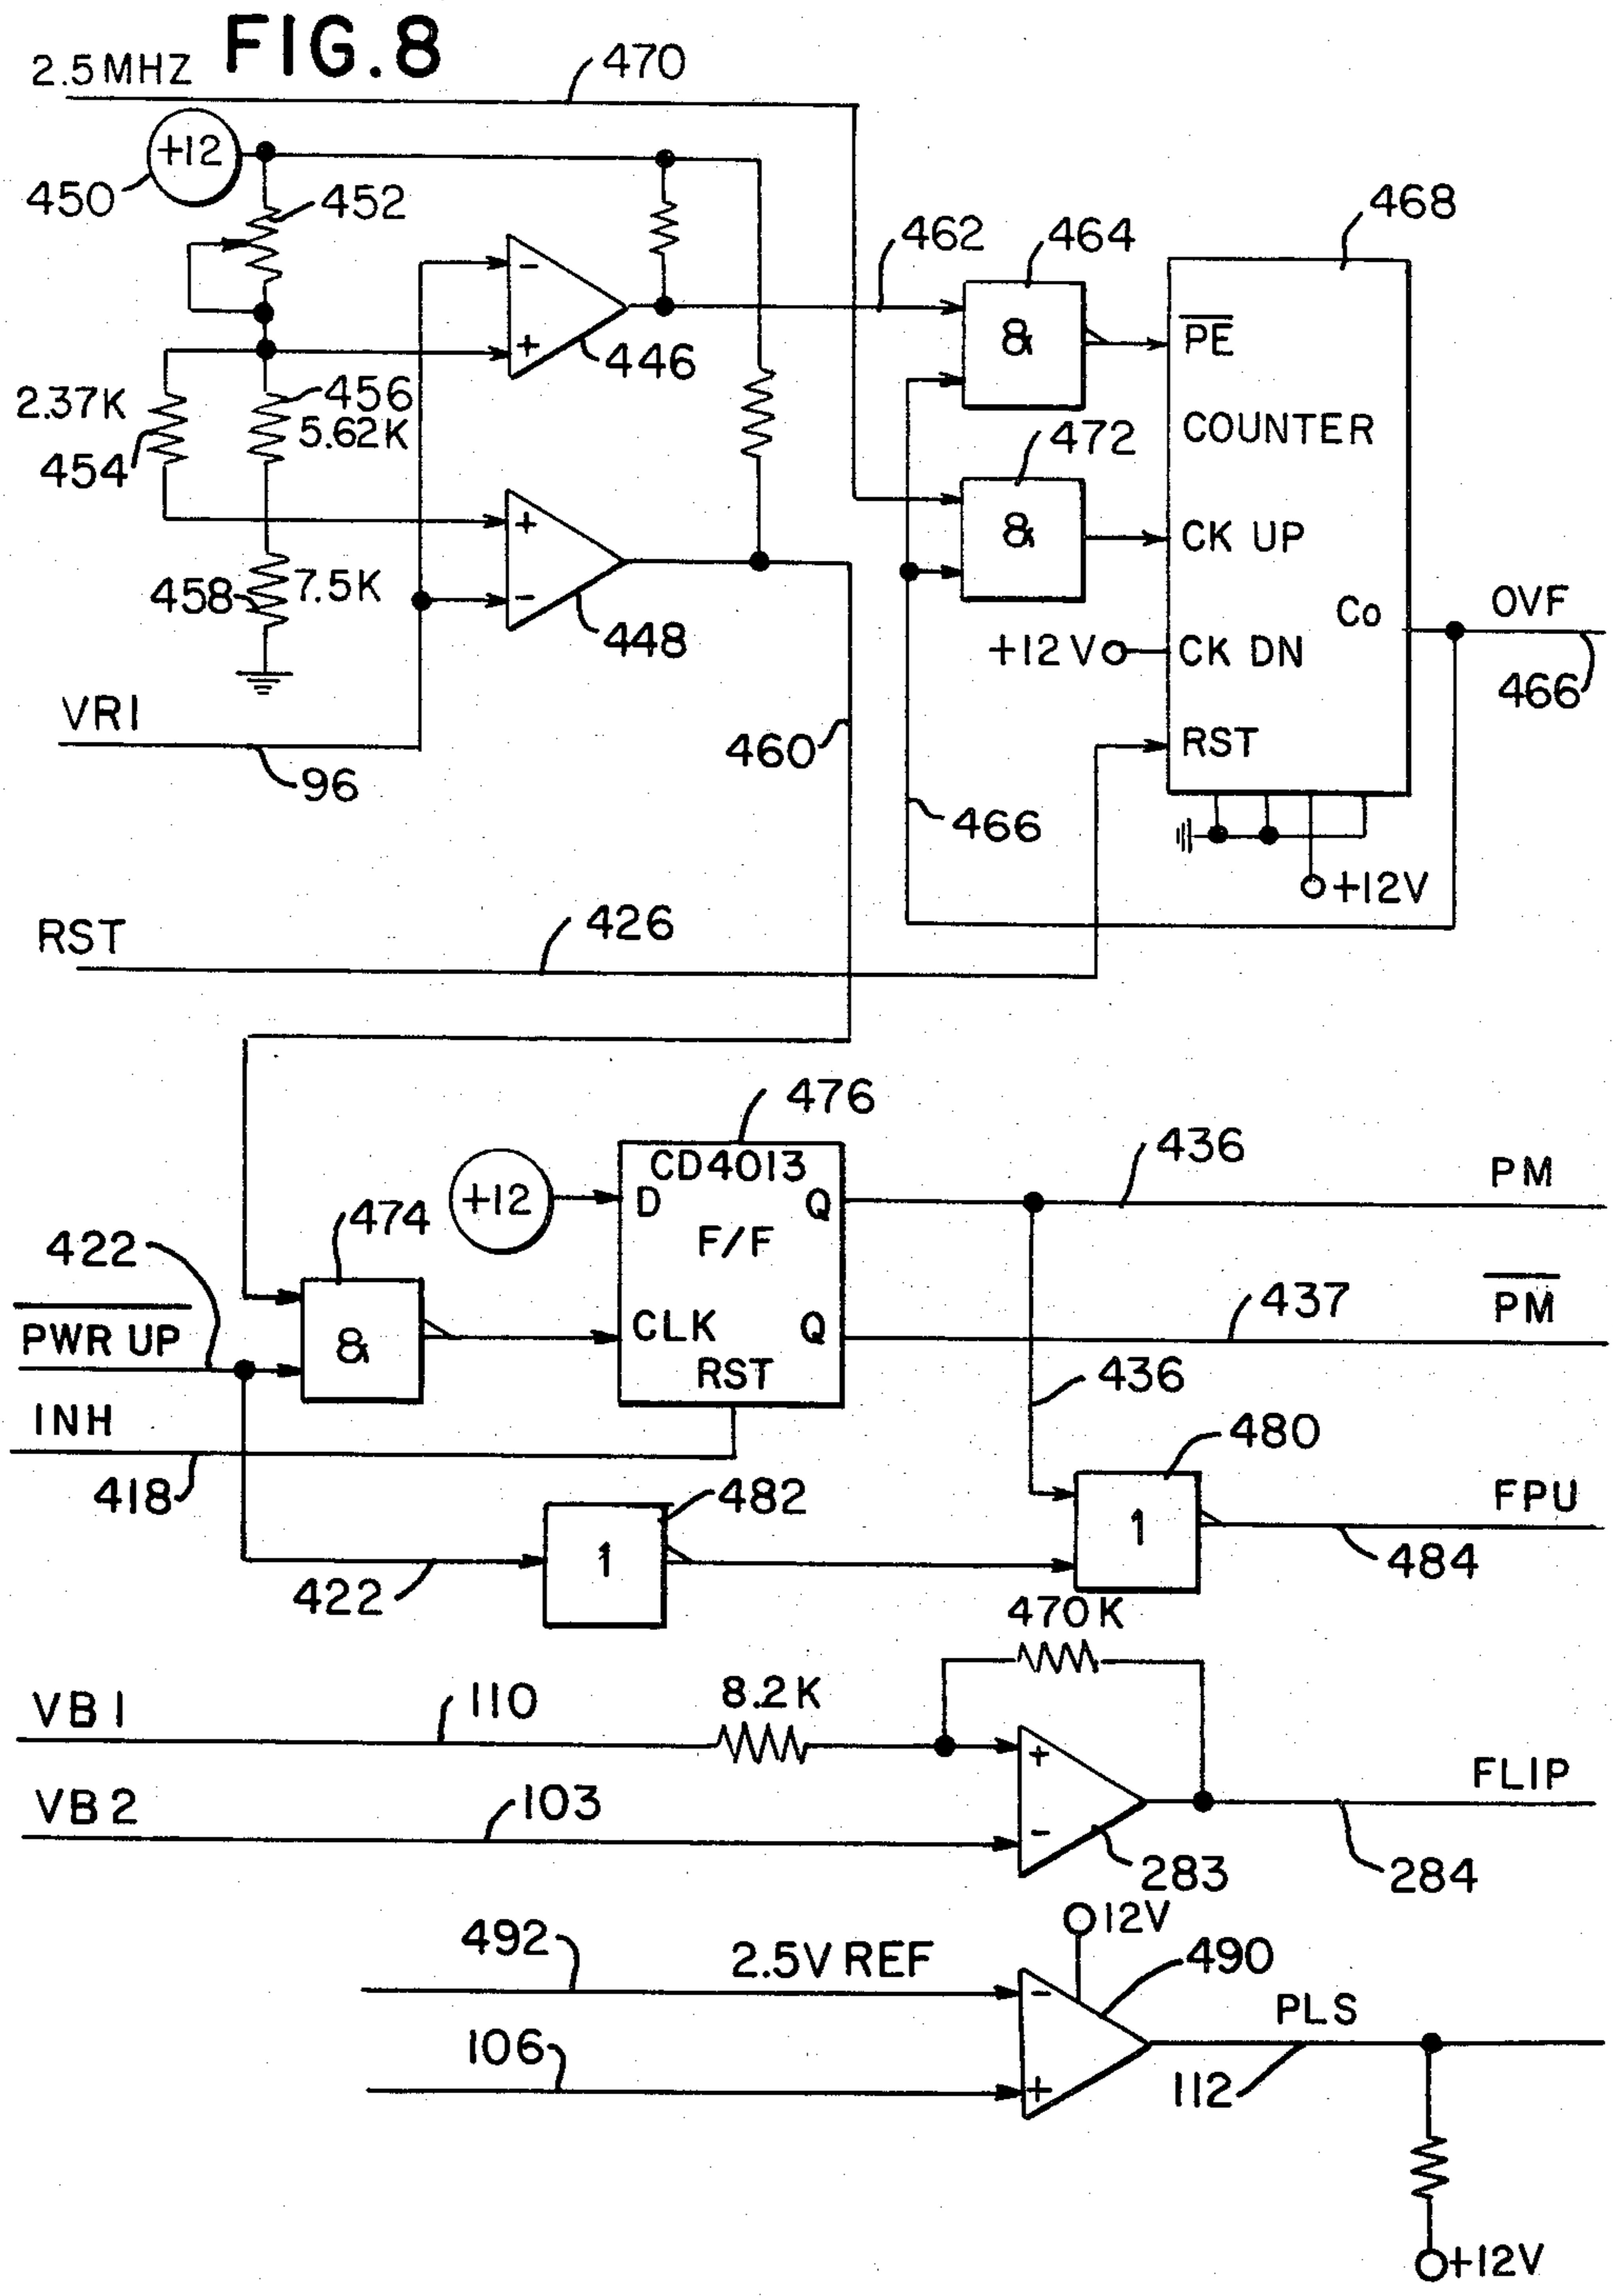 FIG.8
2.5MHZ
470
+12
450
452
468
462
464
-
+
446
&
PE
2.37K
456
5.62K
454
COUNTER
472
+
-
448
&
CK UP
458
7.5K
Co
OVF
466
+12V
CK DN
VR1
96
460
RST
466
+12V
RST
426
476
CD4013
+12
D
Q
F/F
436
PM
474
422
PWR UP
&
CLK
Q
RST
437
PM
436
INH
418
480
482
1
1
FPU
484
422
470K
VB1
110
8.2K
+
-
FLIP
VB2
103
283
284
12V
492
2.5V REF
490
-
+
PLS
106
112
+12V